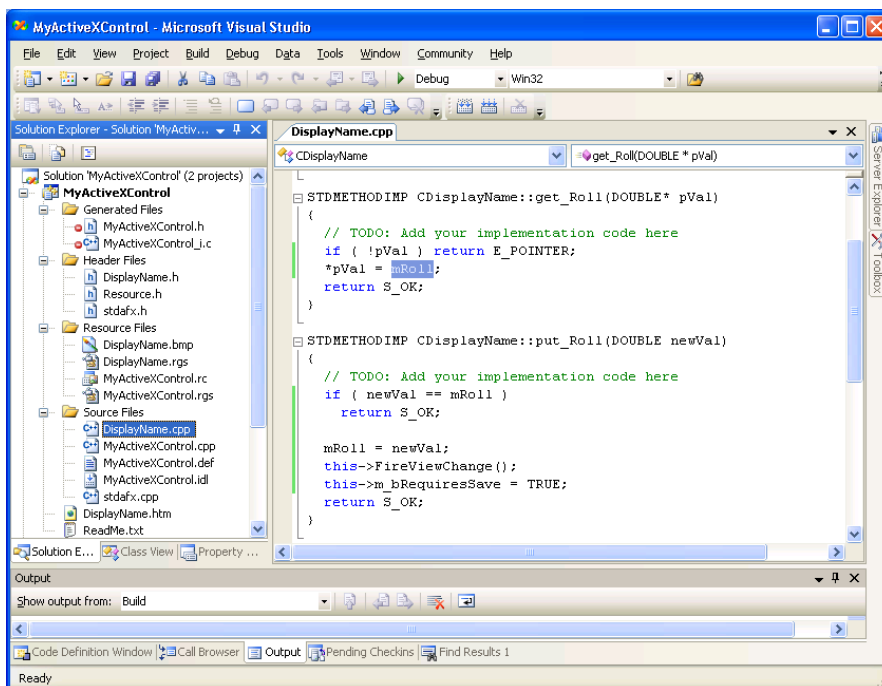 MyActiveXControl - Microsoft Visual Studio
File Edit View Project Build Debug Data Tools Window Community Help
Debug Win32
Solution Explorer - Solution 'MyActiv...
DisplayName.cpp
CDisplayName
get_Roll(DOUBLE * pVal)
Solution 'MyActiveXControl' (2 projects)
MyActiveXControl
Generated Files
MyActiveXControl.h
MyActiveXControl_i.c
Header Files
DisplayName.h
Resource.h
stdafx.h
Resource Files
DisplayName.bmp
DisplayName.rgs
MyActiveXControl.rc
MyActiveXControl.rgs
Source Files
DisplayName.cpp
MyActiveXControl.cpp
MyActiveXControl.def
MyActiveXControl.idl
stdafx.cpp
DisplayName.htm
ReadMe.txt
Solution E... Class View Property ...
STDMETHODIMP CDisplayName::get_Roll(DOUBLE* pVal)
{
// TODO: Add your implementation code here
if ( !pVal ) return E_POINTER;
*pVal = mRoll;
return S_OK;
}
STDMETHODIMP CDisplayName::put_Roll(DOUBLE newVal)
{
// TODO: Add your implementation code here
if ( newVal == mRoll )
return S_OK;
mRoll = newVal;
this->FireViewChange();
this->m_bRequiresSave = TRUE;
return S_OK;
}
Server Explorer
Toolbox
Output
Show output from: Build
Code Definition Window Call Browser Output Pending Checkins Find Results 1
Ready